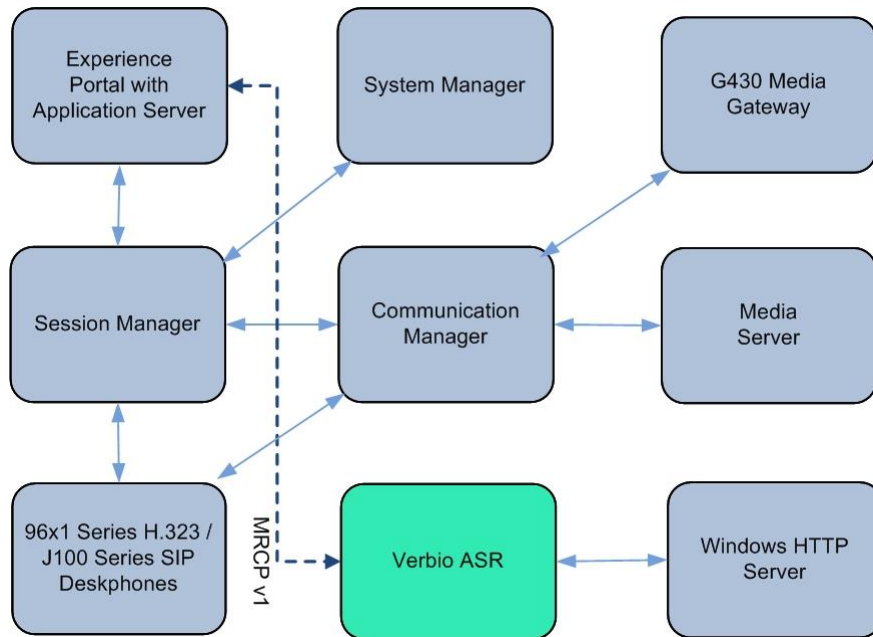 Experience
Portal with
Application Server
System Manager
G430 Media
Gateway
Session Manager
Communication
Manager
Media
Server
96x1 Series H.323 /
J100 Series SIP
Deskphones
MRCP v1
Verbio ASR
Windows HTTP
Server